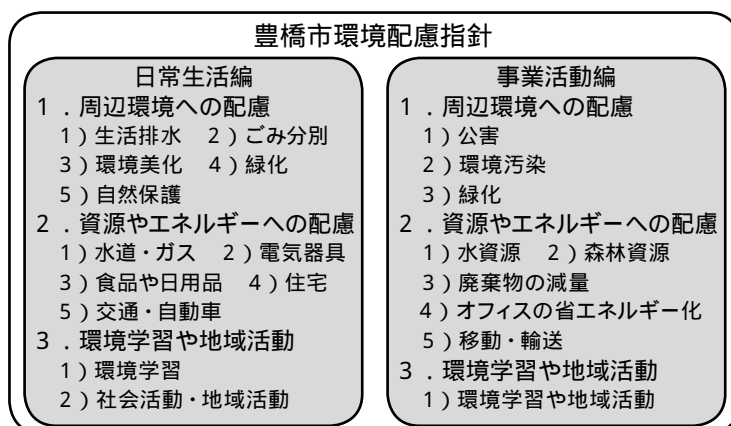 豊橋市環境配慮指針
日常生活編
1．周辺環境への配慮
1）生活排水　2）ごみ分別
3）環境美化　4）緑化
5）自然保護
2．資源やエネルギーへの配慮
1）水道・ガス　2）電気器具
3）食品や日用品　4）住宅
5）交通・自動車
3．環境学習や地域活動
1）環境学習
2）社会活動・地域活動
事業活動編
1．周辺環境への配慮
1）公害
2）環境汚染
3）緑化
2．資源やエネルギーへの配慮
1）水資源　2）森林資源
3）廃棄物の減量
4）オフィスの省エネルギー化
5）移動・輸送
3．環境学習や地域活動
1）環境学習や地域活動